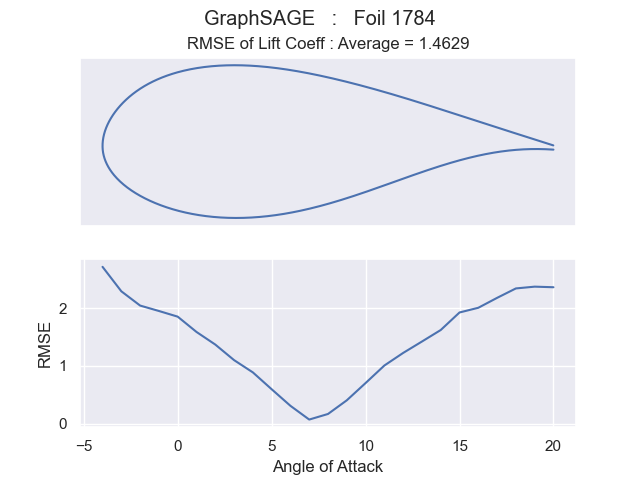 GraphSAGE : Foil 1784
RMSE of Lift Coeff : Average = 1.4629
2
1
0
RMSE
−5 0 5 10 15 20
Angle of Attack